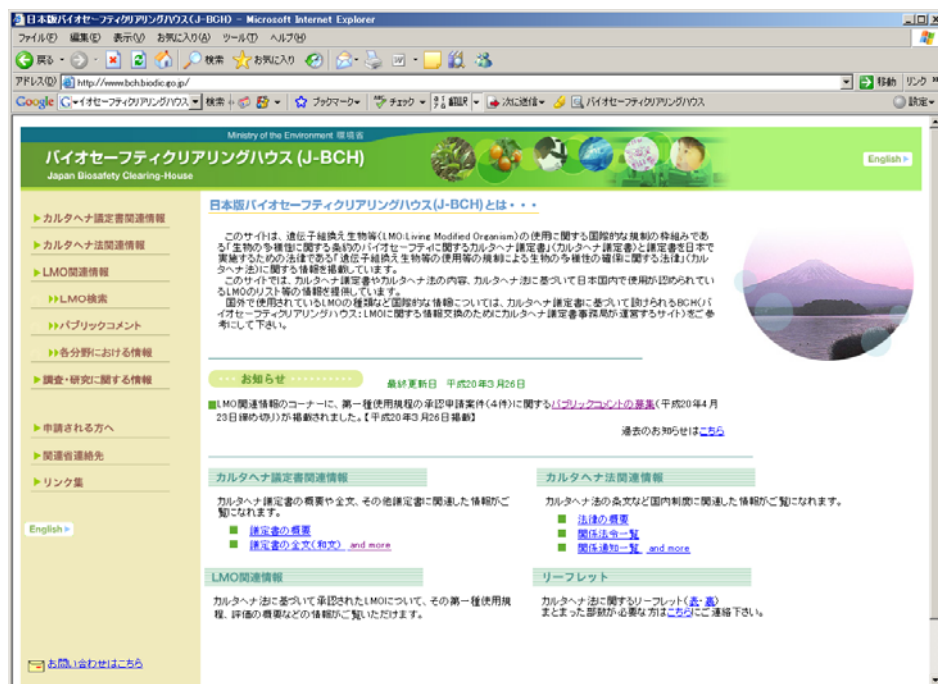 日本版バイオセーフティクリアリングハウス(J-BCH) - Microsoft Internet Explorer
ファイル(F) 編集(E) 表示(V) お気に入り(A) ツール(T) ヘルプ(H)
戻る 検索 お気に入り
アドレス(D) http://www.bch.biodic.go.jp/ 移動 リンク »
Google イオセーフティクリアリングハウス 検索 ブックマーク チェック 翻訳 次に送信 バイオセーフティクリアリングハウス 設定
Ministry of the Environment 環境省
バイオセーフティクリアリングハウス (J-BCH)
Japan Biosafety Clearing-House
English
カルタヘナ議定書関連情報
カルタヘナ法関連情報
LMO関連情報
LMO検索
パブリックコメント
各分野における情報
調査・研究に関する情報
申請される方へ
関連省連絡先
リンク集
English
お問い合わせはこちら
日本版バイオセーフティクリアリングハウス(J-BCH)とは・・・
このサイトは、遺伝子組換え生物等(LMO:Living Modified Organism)の使用に関する国際的な規制の枠組みであ
る「生物の多様性に関する条約のバイオセーフティに関するカルタヘナ議定書」(カルタヘナ議定書)と議定書を日本で
実施するための法律である「遺伝子組換え生物等の使用等の規制による生物の多様性の確保に関する法律」(カル
タヘナ法)に関する情報を掲載しています。
このサイトでは、カルタヘナ議定書やカルタヘナ法の内容、カルタヘナ法に基づいて日本国内で使用が認められてい
るLMOのリスト等の情報を提供しています。
国外で使用されているLMOの種類など国際的な情報については、カルタヘナ議定書に基づいて設けられるBCH(バ
イオセーフティクリアリングハウス:LMOに関する情報交換のためにカルタヘナ議定書事務局が運営するサイト)をご参
考にして下さい。
・・・ お知らせ ・・・・・・・・・・
最終更新日 平成20年3月26日
■LMO関連情報のコーナーに、第一種使用規程の承認申請案件(4件)に関するパブリックコメントの募集(平成20年4月
23日締め切り)が掲載されました。【平成20年3月26日掲載】
過去のお知らせはこちら
カルタヘナ議定書関連情報
カルタヘナ議定書の概要や全文、その他議定書に関連した情報がご
覧になれます。
議定書の概要
議定書の全文(和文) and more
カルタヘナ法関連情報
カルタヘナ法の条文など国内制度に関連した情報がご覧になれます。
法律の概要
関係法令一覧
関係通知一覧 and more
LMO関連情報
カルタヘナ法に基づいて承認されたLMOについて、その第一種使用規
程、評価の概要などの情報がご覧いただけます。
リーフレット
カルタヘナ法に関するリーフレット(表・裏)
まとまった部数が必要な方はこちらにご連絡下さい。